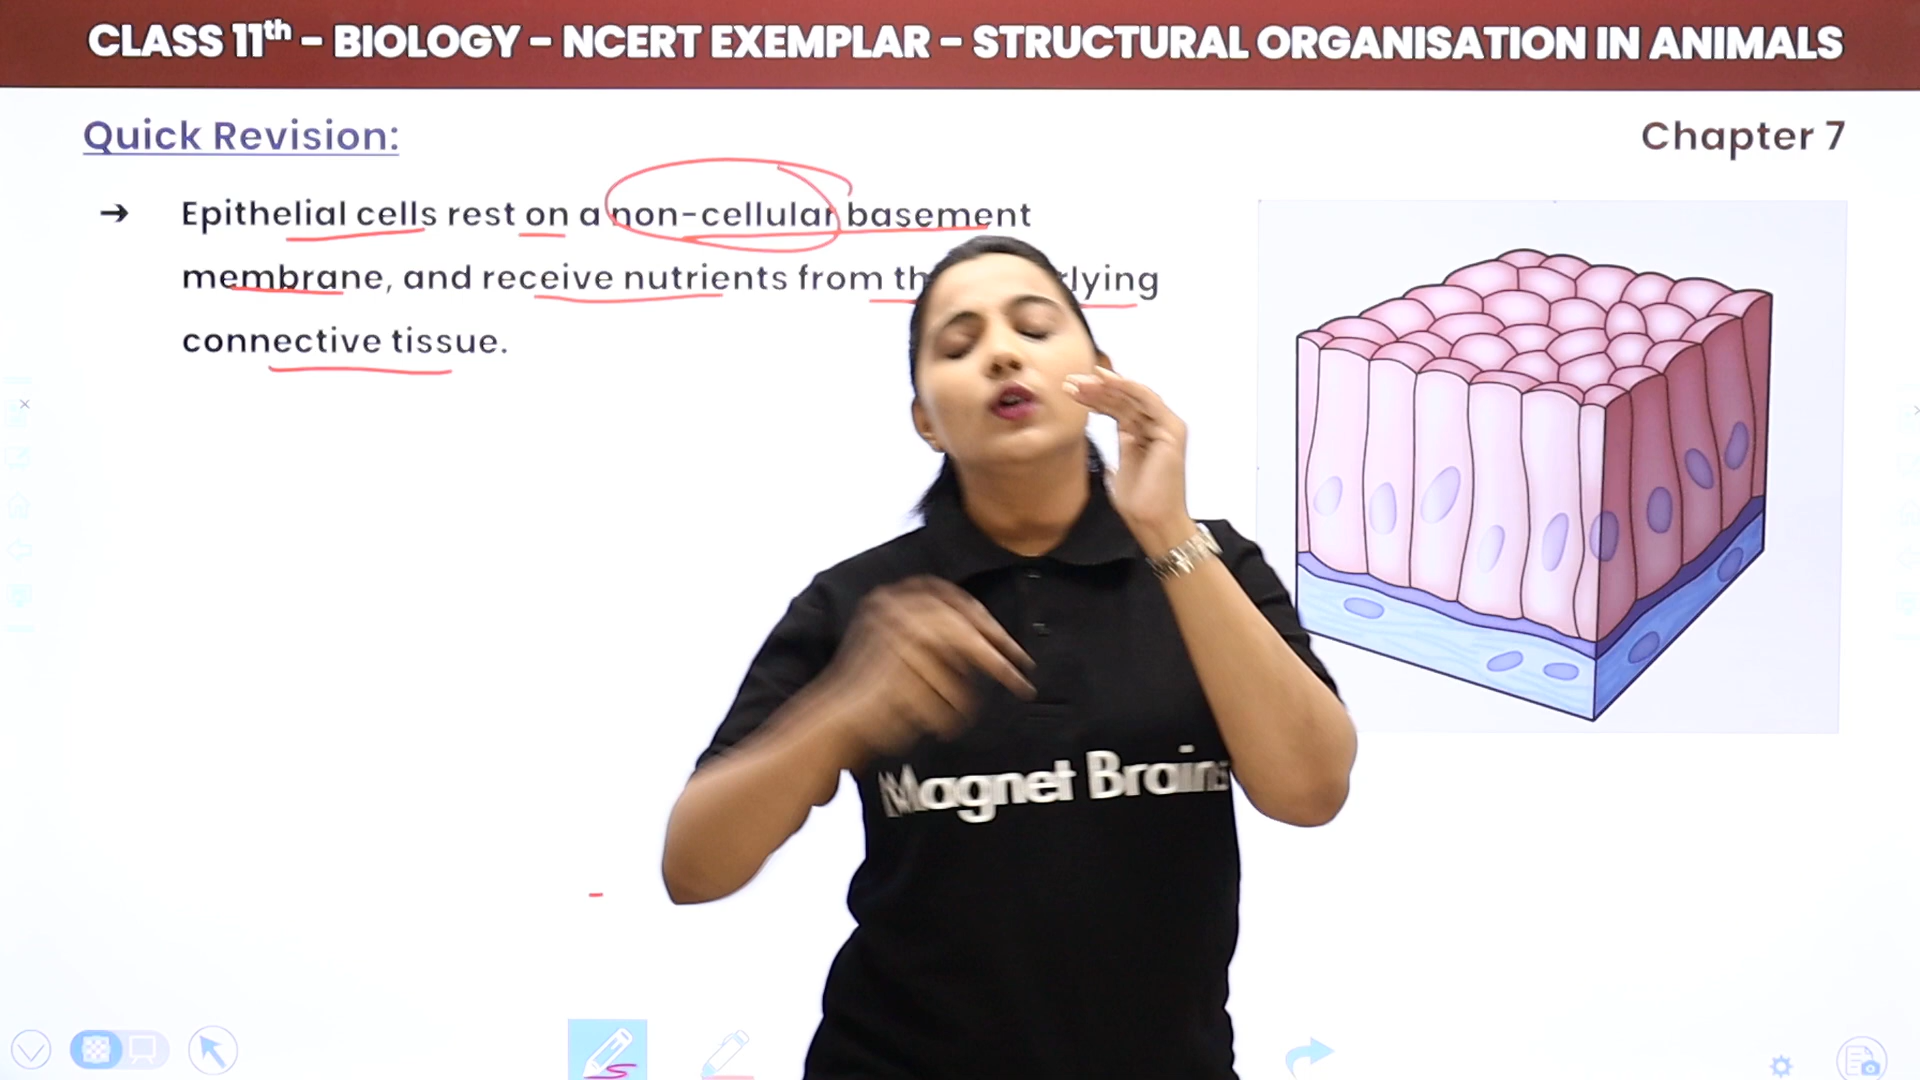 CLASS 11th – BIOLOGY – NCERT EXEMPLAR – STRUCTURAL ORGANISATION IN ANIMALS
Quick Revision:
Chapter 7
➔ Epithelial cells rest on a non-cellular basement
membrane, and receive nutrients from th rlying
connective tissue.
Magnet Brains